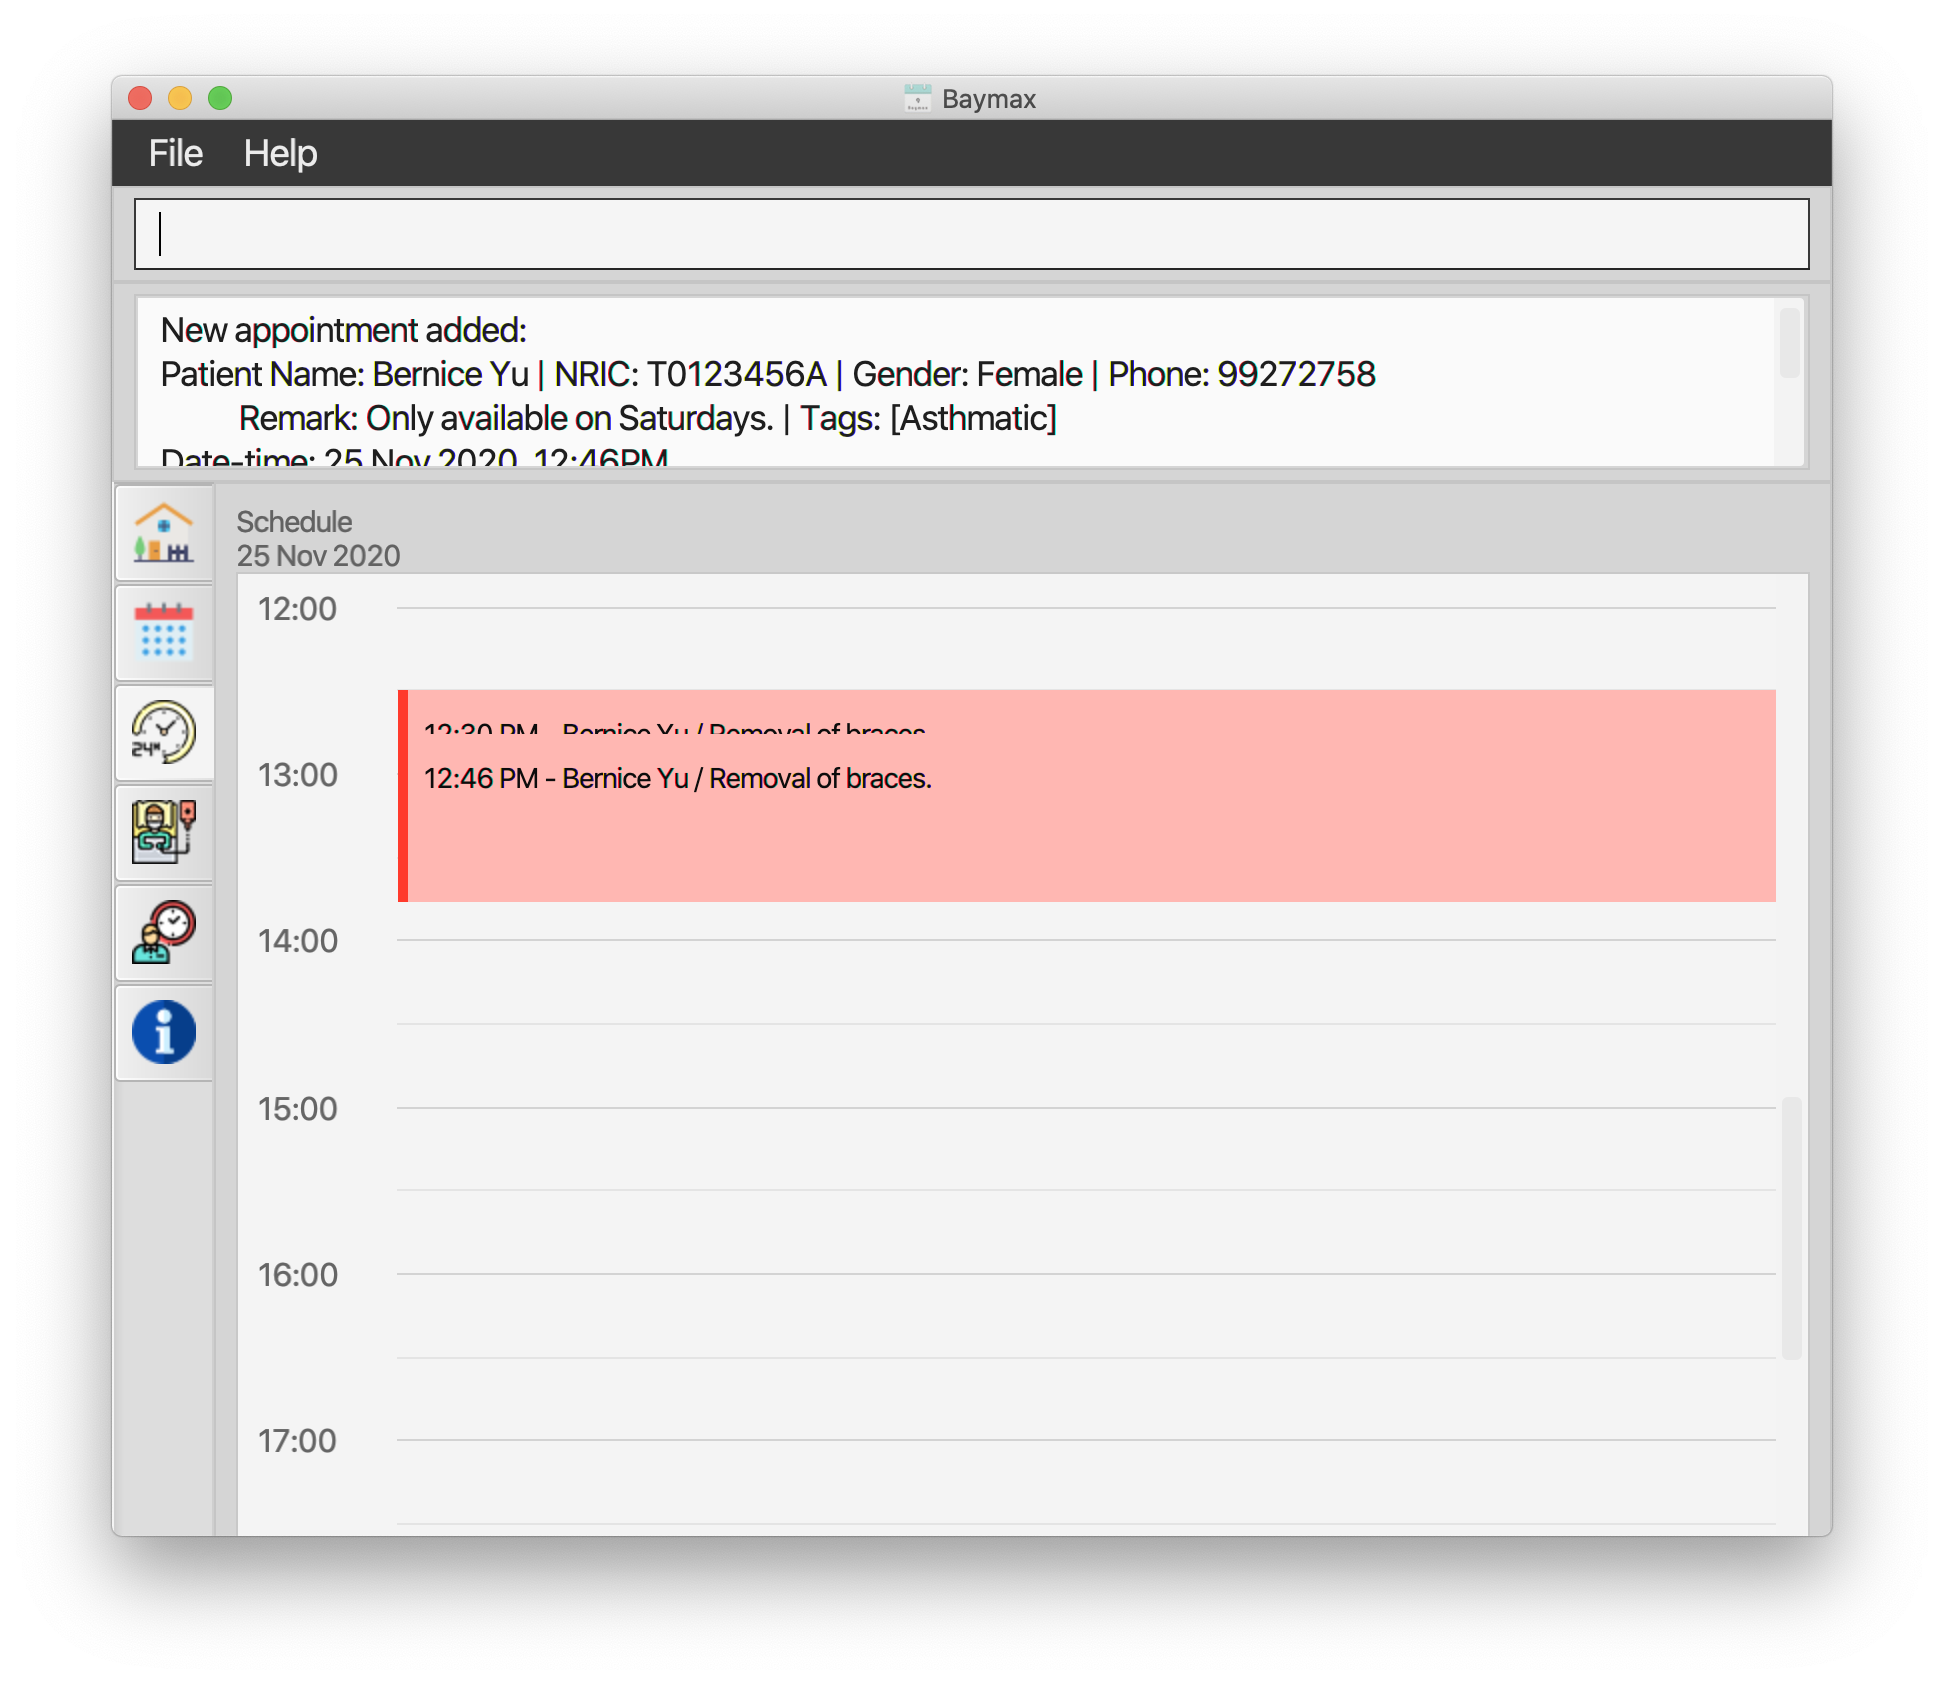 Baymax
File Help
New appointment added:
Patient Name: Bernice Yu | NRIC: T0123456A | Gender: Female | Phone: 99272758
Remark: Only available on Saturdays. | Tags: [Asthmatic]
Date-time: 25 Nov 2020, 12:46PM
Schedule
25 Nov 2020
12:00
12:30 PM - Bernice Yu / Removal of braces.
13:00
12:46 PM - Bernice Yu / Removal of braces.
14:00
15:00
16:00
17:00